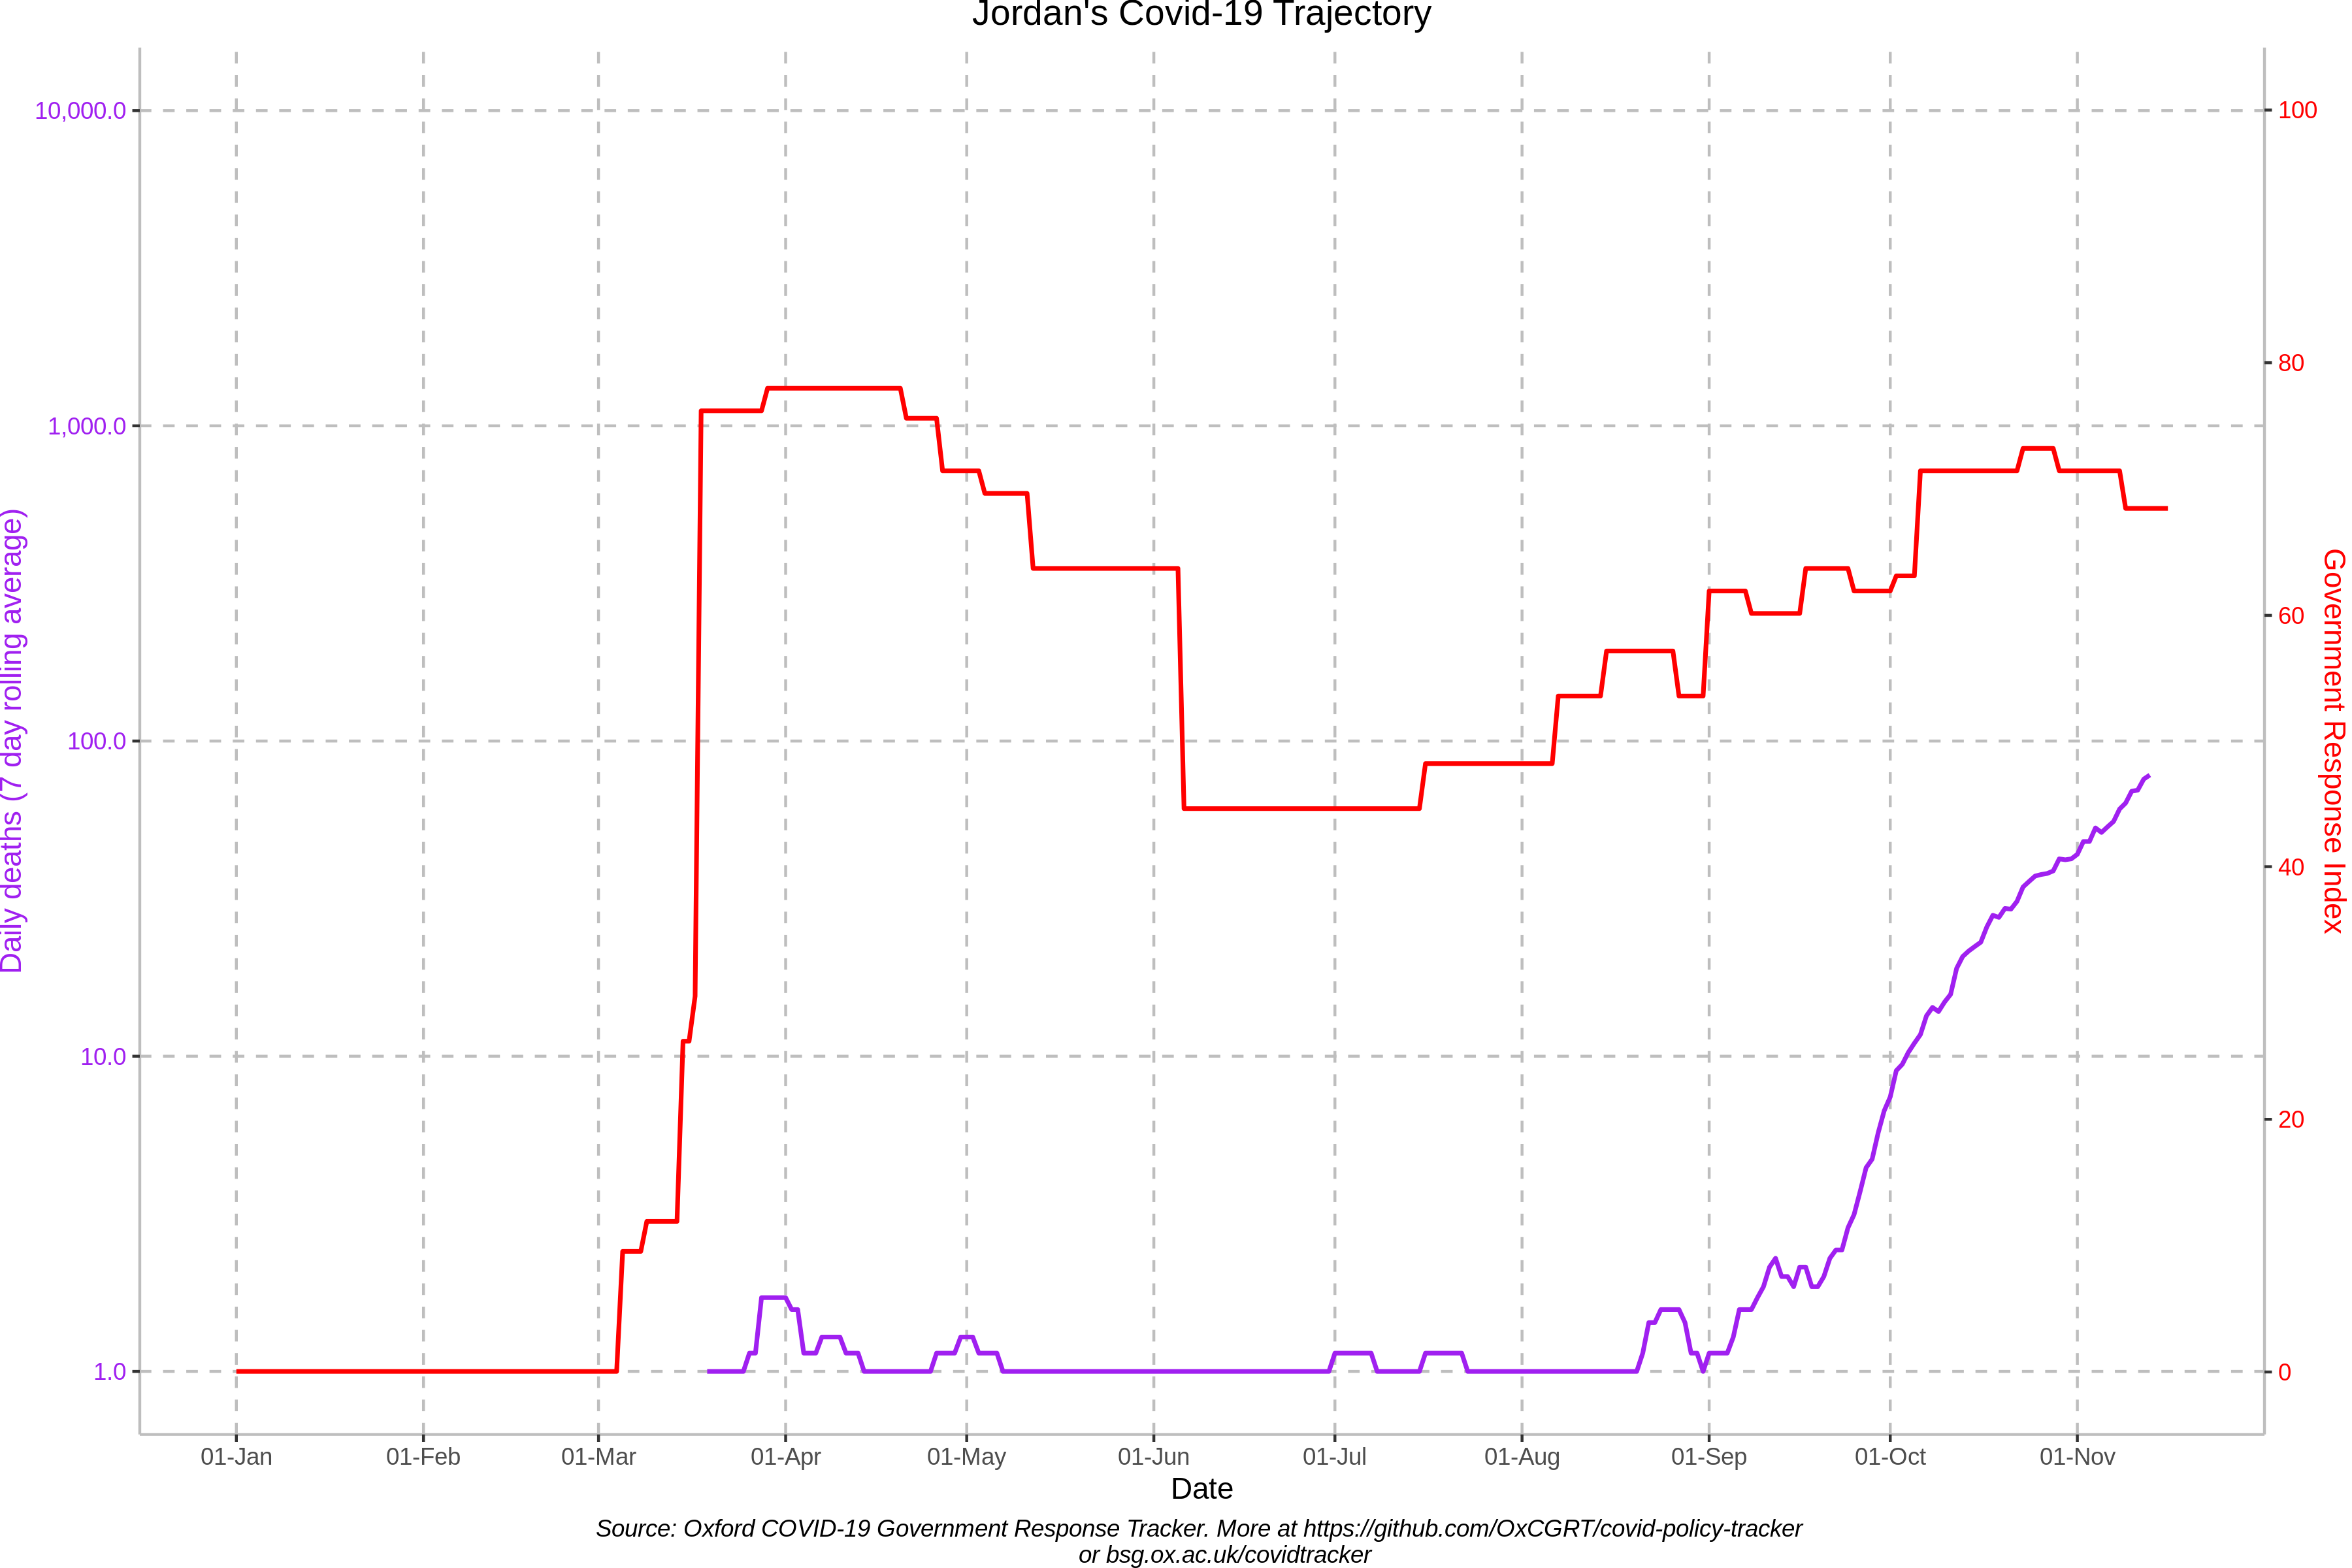 Jordan's Covid-19 Trajectory
10,000.0
1,000.0
100.0
10.0
1.0
Daily deaths (7 day rolling average)
100
80
60
40
20
0
Government Response Index
01-Jan
01-Feb
01-Mar
01-Apr
01-May
01-Jun
01-Jul
01-Aug
01-Sep
01-Oct
01-Nov
Date
Source: Oxford COVID-19 Government Response Tracker. More at https://github.com/OxCGRT/covid-policy-tracker
or bsg.ox.ac.uk/covidtracker